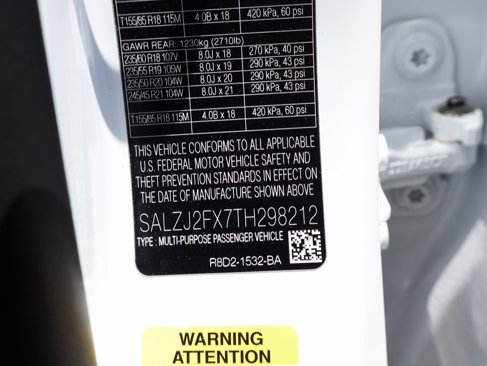 T155/85 R18 115M 4.0B x 18 420 kPa, 60 psi
GAWR REAR: 1230kg (2710lb)
235/60 R18 107V 8.0J x 18 270 kPa, 40 psi
235/55 R19 105W 8.0J x 19 290 kPa, 43 psi
235/50 R20 104W 8.0J x 20 290 kPa, 43 psi
245/45 R21 104W 8.0J x 21 290 kPa, 43 psi
T155/85 R18 115M 4.0B x 18 420 kPa, 60 psi
THIS VEHICLE CONFORMS TO ALL APPLICABLE
U.S. FEDERAL MOTOR VEHICLE SAFETY AND
THEFT PREVENTION STANDARDS IN EFFECT ON
THE DATE OF MANUFACTURE SHOWN ABOVE
SALZJ2FX7TH298212
TYPE : MULTI-PURPOSE PASSENGER VEHICLE
R8D2-1532-BA
WARNING
ATTENTION